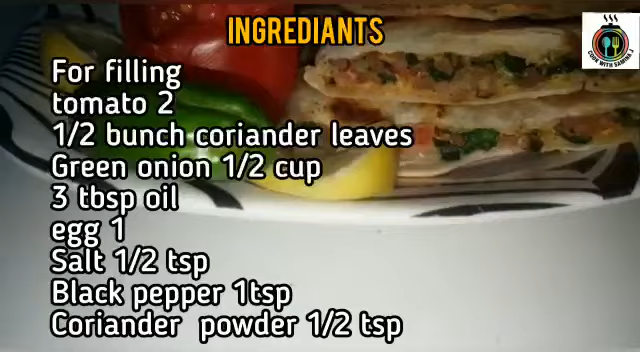 INGREDIANTS
For filling
tomato 2
1/2 bunch coriander leaves
Green onion 1/2 cup
3 tbsp oil
egg 1
Salt 1/2 tsp
Black pepper 1tsp
Coriander powder 1/2 tsp